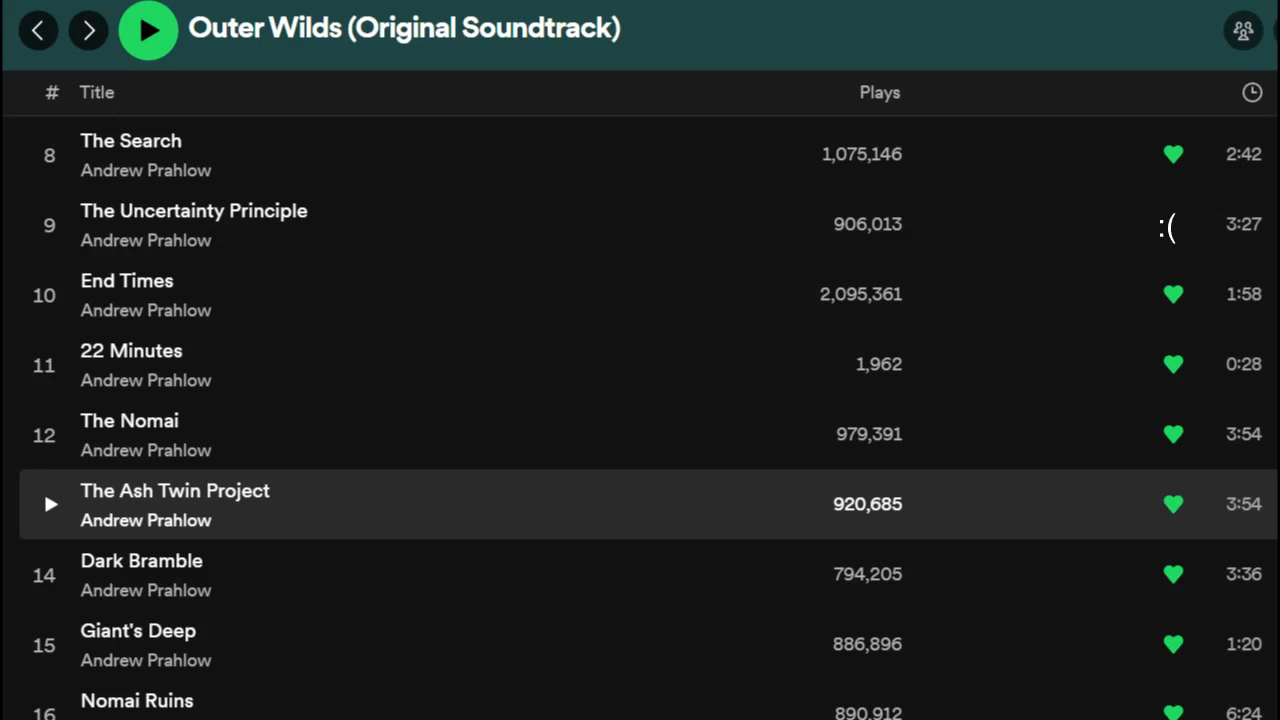 Outer Wilds (Original Soundtrack)
# Title Plays
8 The Search 1,075,146 2:42
Andrew Prahlow
9 The Uncertainty Principle 906,013 :( 3:27
Andrew Prahlow
10 End Times 2,095,361 1:58
Andrew Prahlow
11 22 Minutes 1,962 0:28
Andrew Prahlow
12 The Nomai 979,391 3:54
Andrew Prahlow
The Ash Twin Project 920,685 3:54
Andrew Prahlow
14 Dark Bramble 794,205 3:36
Andrew Prahlow
15 Giant's Deep 886,896 1:20
Andrew Prahlow
16 Nomai Ruins 890,912 6:24